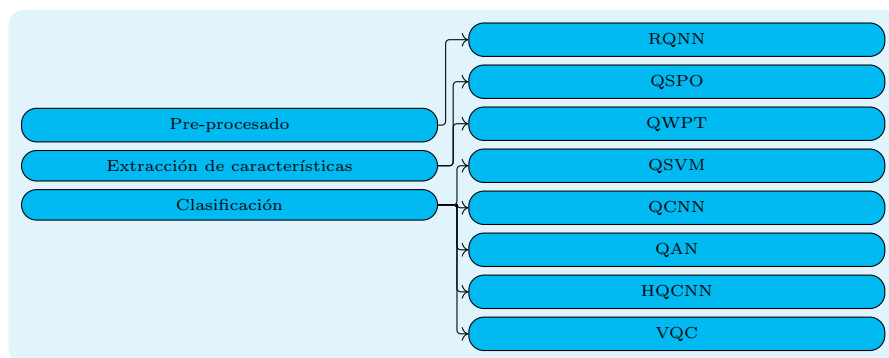 Pre-procesado
Extracción de características
Clasificación
RQNN
QSPO
QWPT
QSVM
QCNN
QAN
HQCNN
VQC